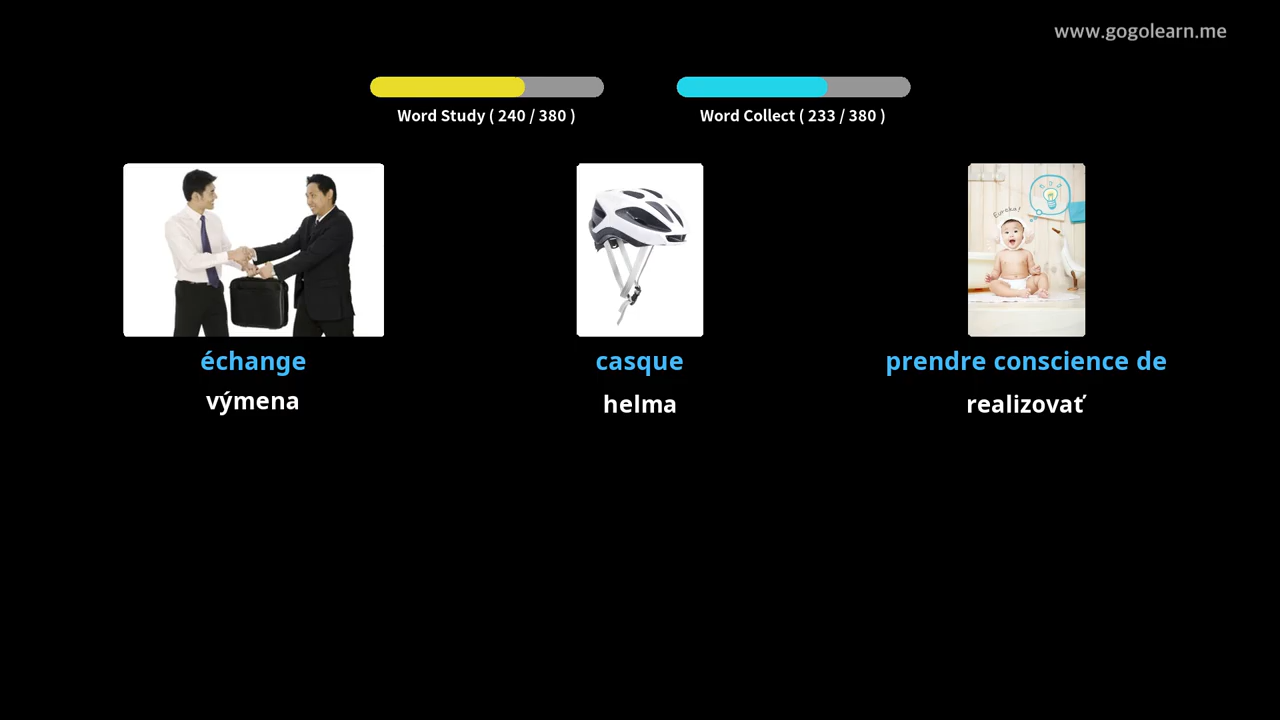 www.gogolearn.me
Word Study ( 240 / 380 )
Word Collect ( 233 / 380 )
Eureka!
échange
casque
prendre conscience de
výmena
helma
realizovať